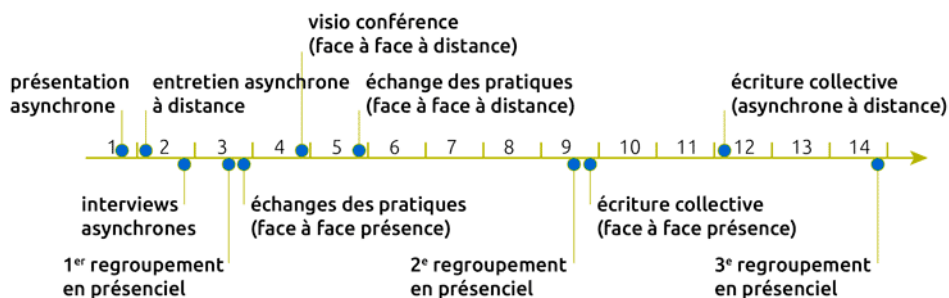 visio conférence
(face à face à distance)
présentation
asynchrone
entretien asynchrone
à distance
échange des pratiques
(face à face à distance)
écriture collective
(asynchrone à distance)
1 2 3 4 5 6 7 8 9 10 11 12 13 14
interviews
asynchrones
échanges des pratiques
(face à face présence)
écriture collective
(face à face présence)
1er regroupement
en présenciel
2e regroupement
en présenciel
3e regroupement
en présenciel